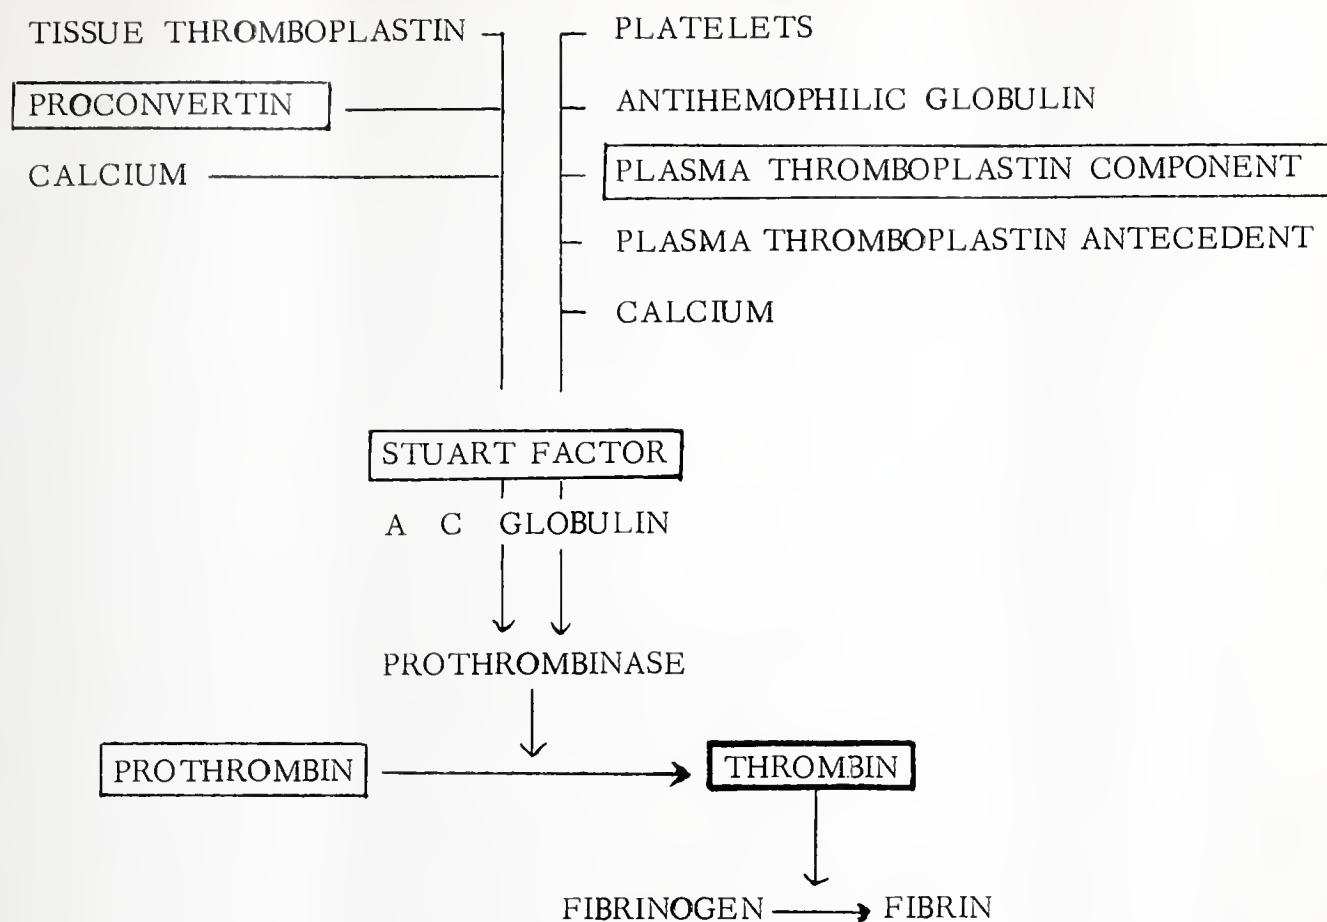 TISSUE THROMBOPLASTIN
PROCONVERTIN
CALCIUM
PLATELETS
ANTIHEMOPHILIC GLOBULIN
PLASMA THROMBOPLASTIN COMPONENT
PLASMA THROMBOPLASTIN ANTECEDENT
CALCIUM
STUART FACTOR
A C GLOBULIN
PROTHROMBINASE
PROTHROMBIN
THROMBIN
FIBRINOGEN
FIBRIN